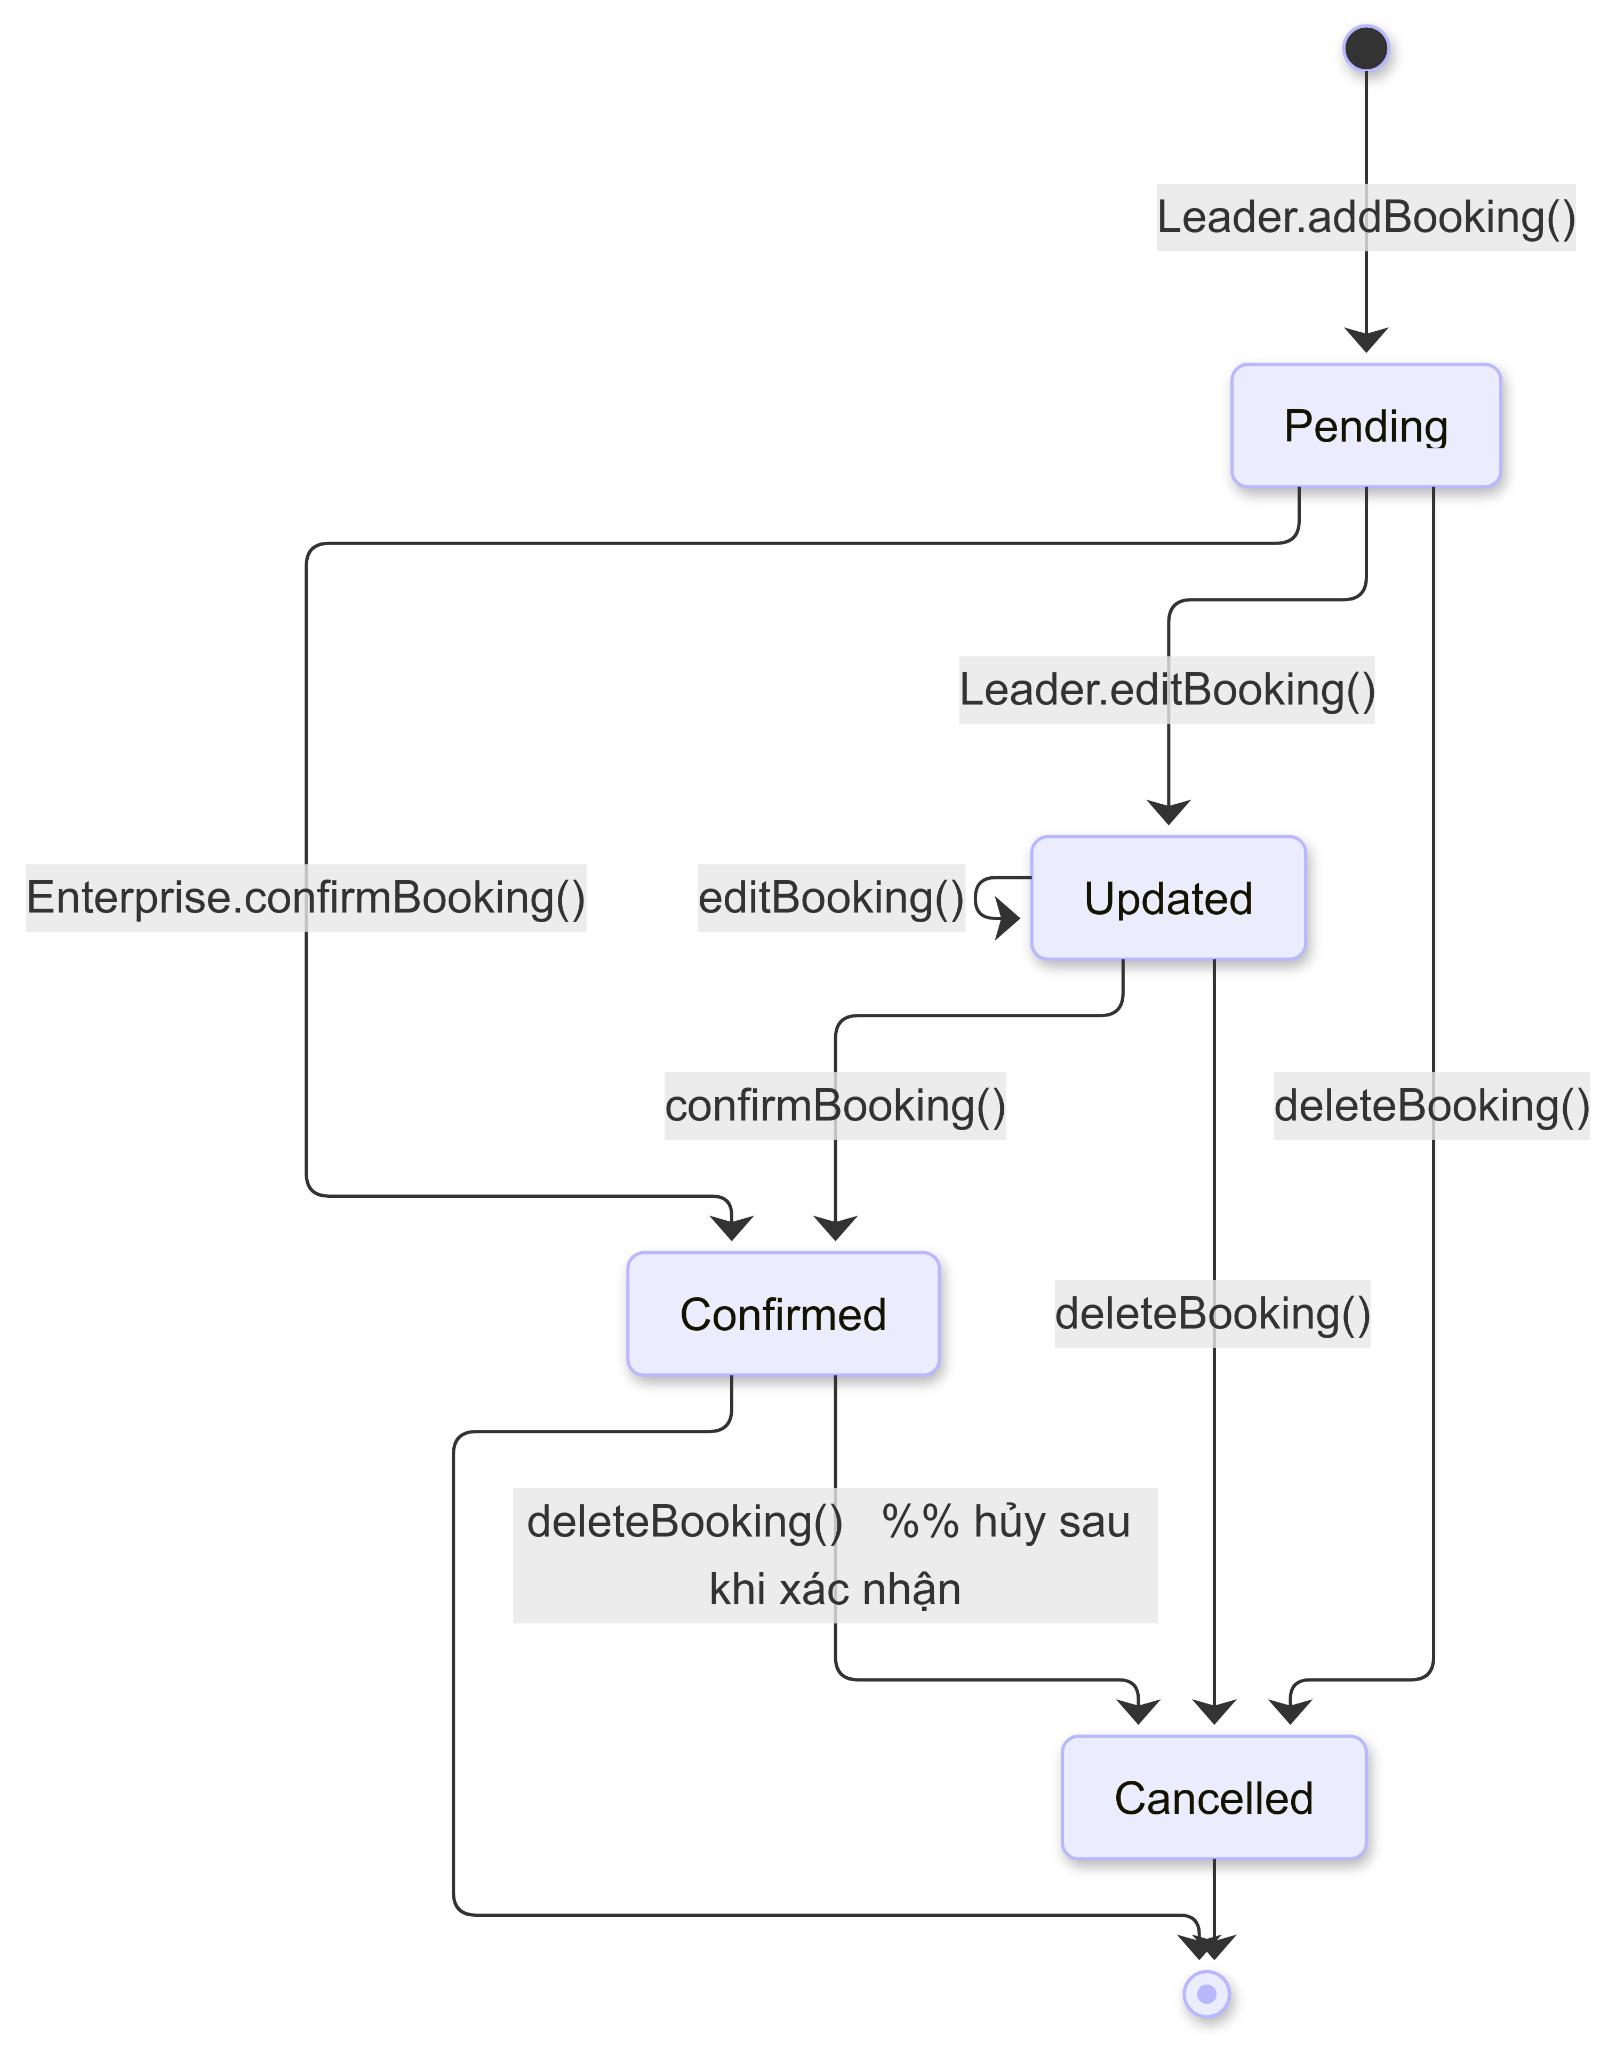 Leader.addBooking()
Pending
Leader.editBooking()
Enterprise.confirmBooking()
editBooking()
Updated
confirmBooking()
deleteBooking()
Confirmed
deleteBooking()
deleteBooking()   %% hủy sau
khi xác nhận
Cancelled